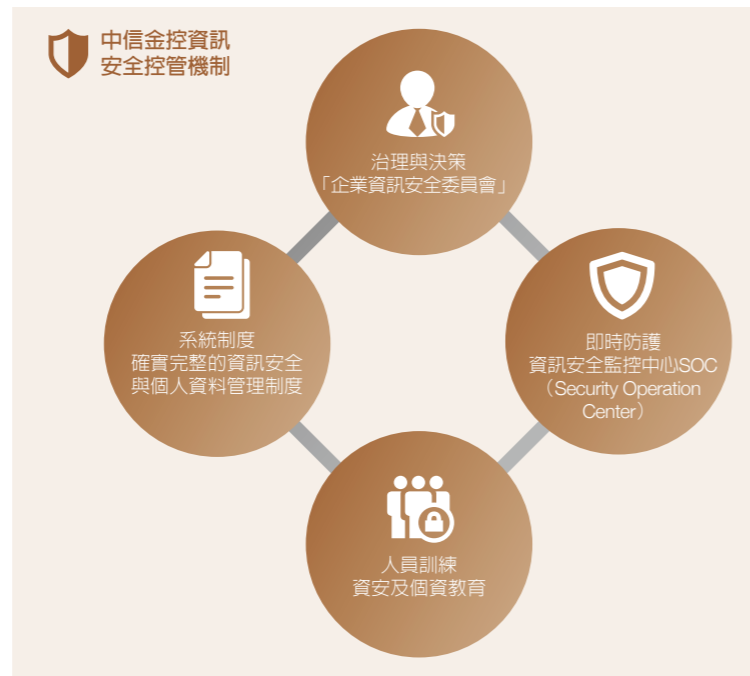 中信金控資訊
安全控管機制
治理與決策
「企業資訊安全委員會」
系統制度
確實完整的資訊安全
與個人資料管理制度
即時防護
資訊安全監控中心SOC
（Security Operation
Center）
人員訓練
資安及個資教育